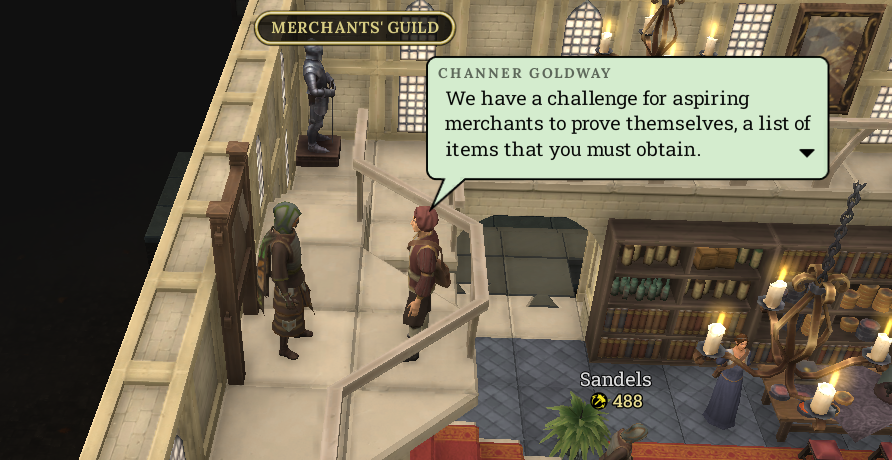 MERCHANTS' GUILD
CHANNER GOLDWAY
We have a challenge for aspiring
merchants to prove themselves, a list of
items that you must obtain.
Sandels
488